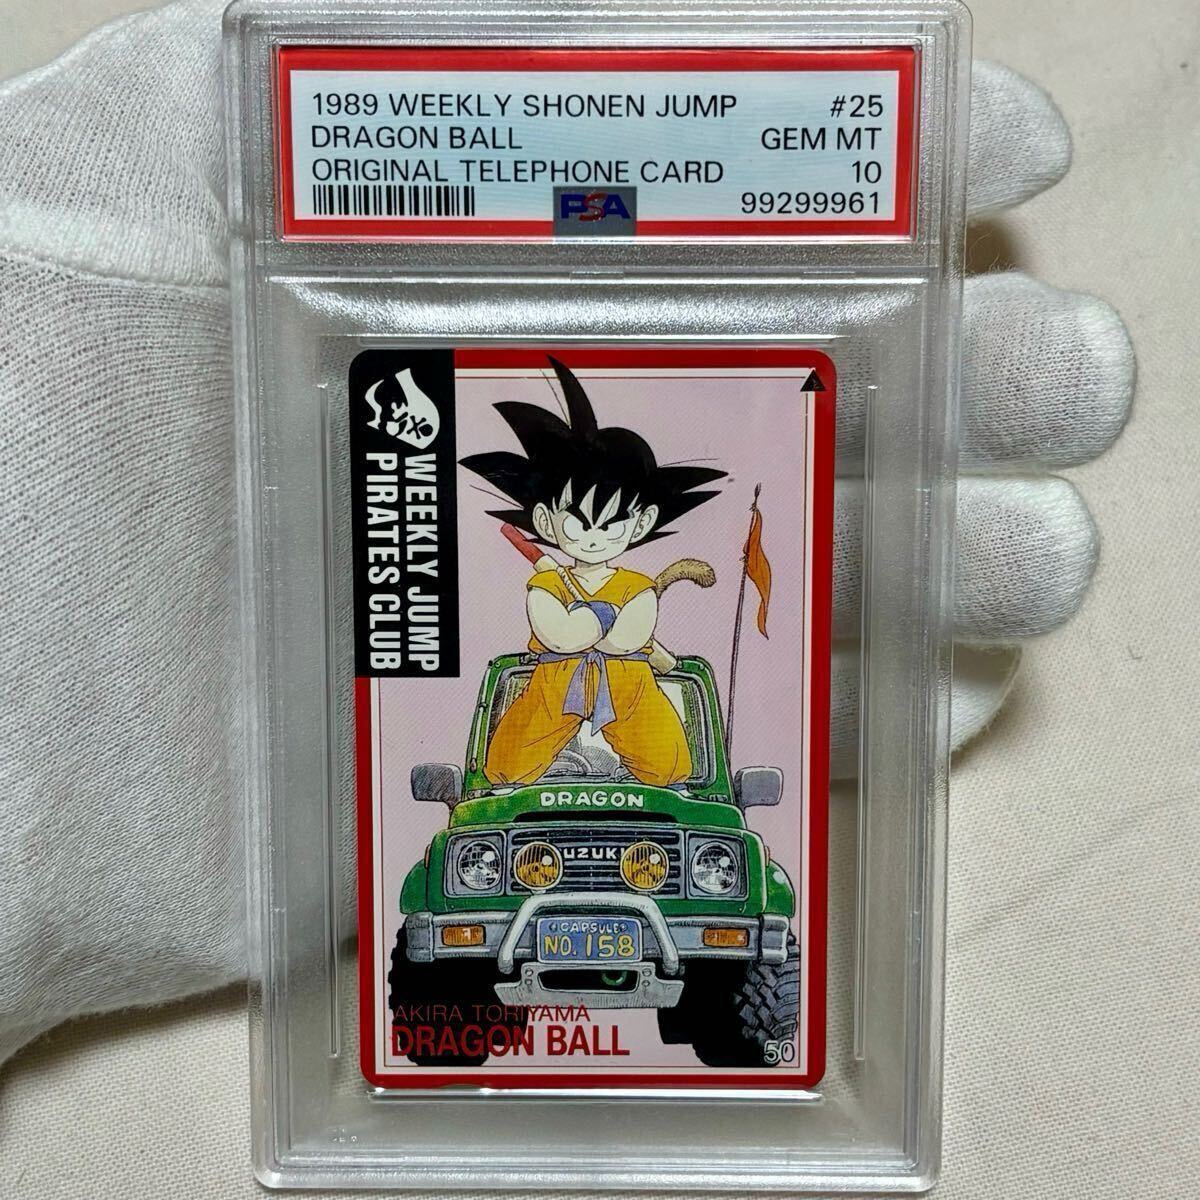 1989 WEEKLY SHONEN JUMP #25
DRAGON BALL GEM MT
ORIGINAL TELEPHONE CARD 10
PSA 99299961
WEEKLY JUMP
PIRATES CLUB
DRAGON
UZUKI
CAPSULE
NO. 158
AKIRA TORIYAMA
DRAGON BALL
50